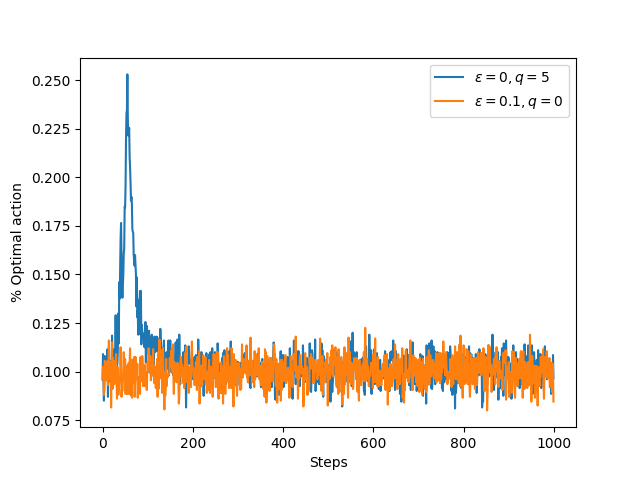 ε = 0, q = 5
ε = 0.1, q = 0
0.250
0.225
0.200
0.175
0.150
0.125
0.100
0.075
% Optimal action
0 200 400 600 800 1000
Steps